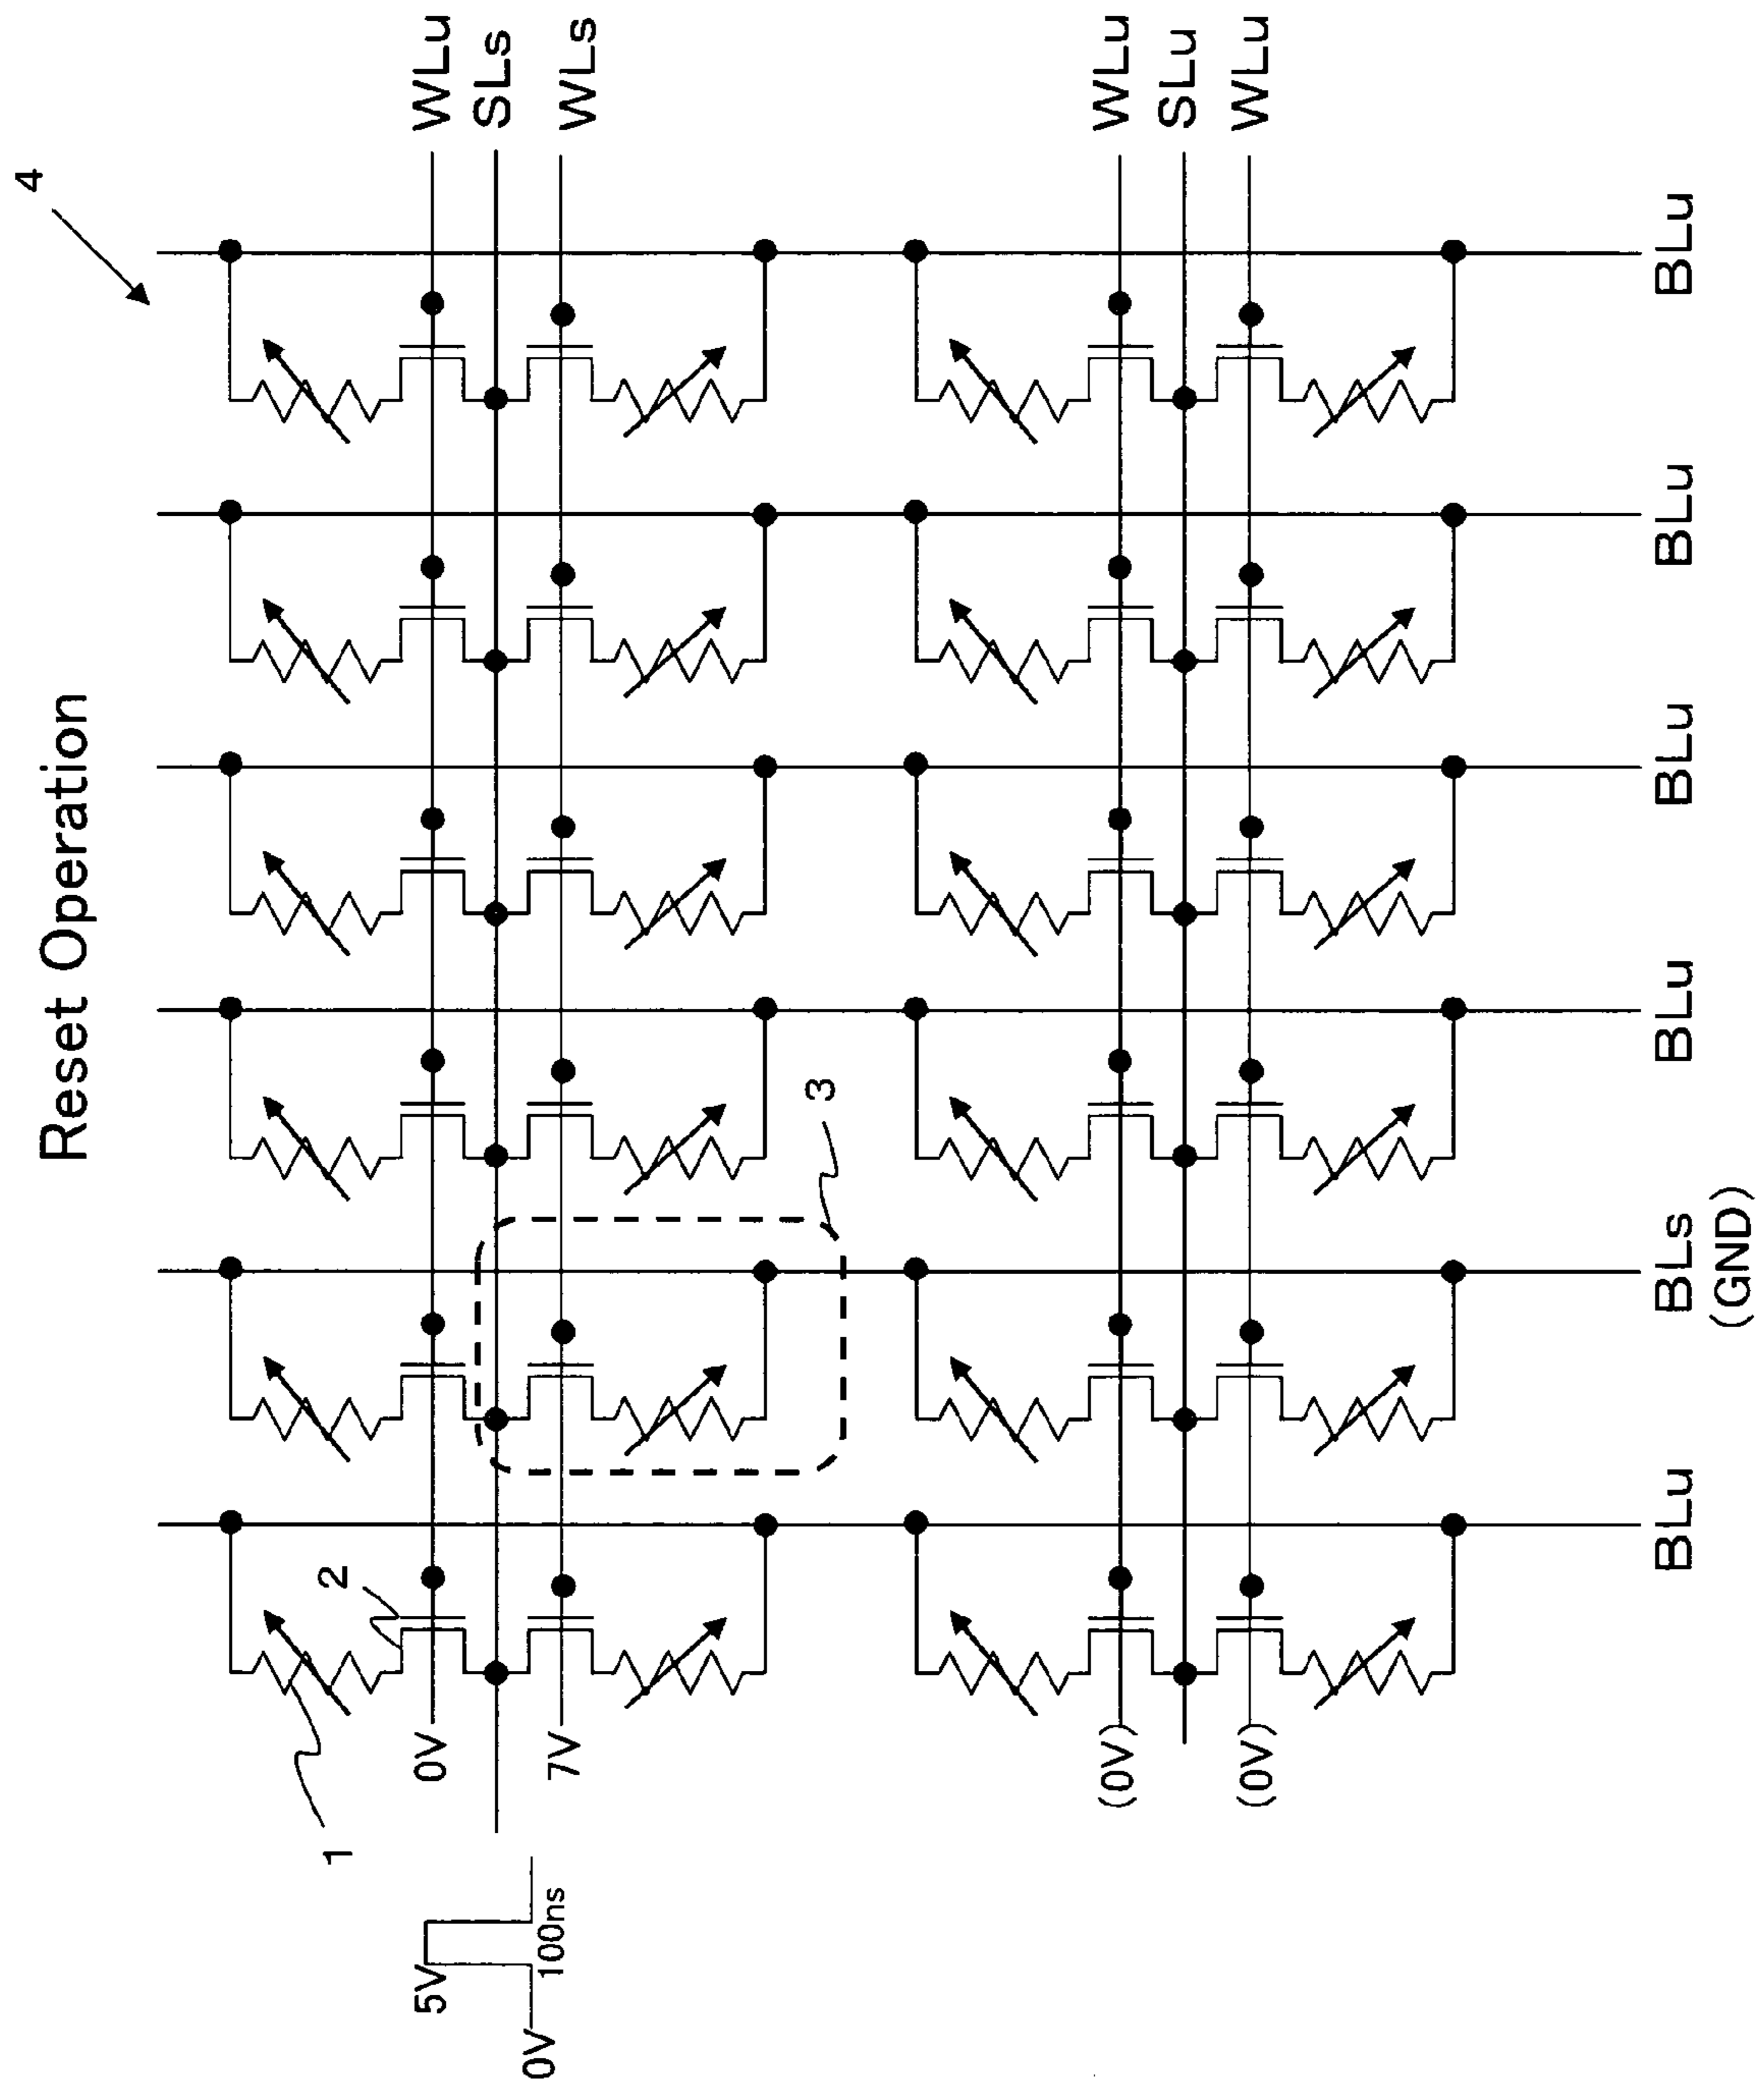 Reset Operation
4
5V
0V
100ns
1
2
0V
WLu
SLs
7V
WLs
3
(0V)
WLu
SLu
(0V)
WLu
BLu
BLs
(GND)
BLu
BLu
BLu
BLu